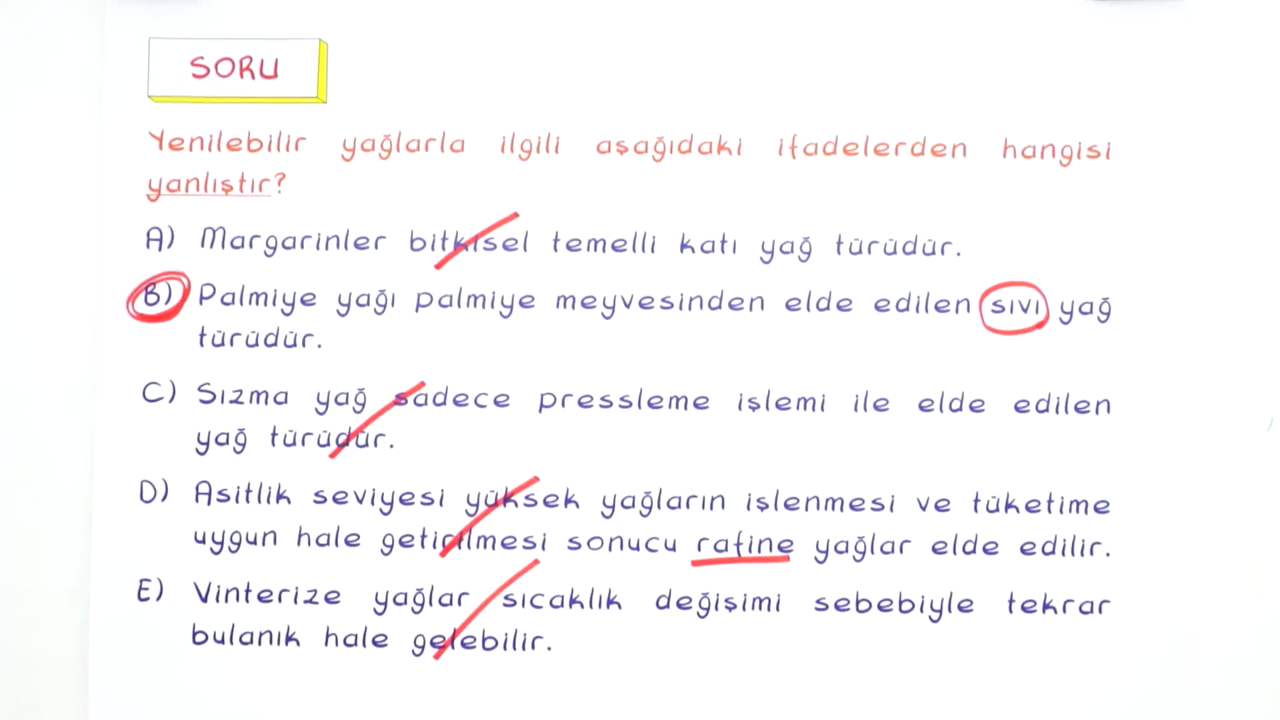 SORU
Yenilebilir yağlarla ilgili aşağıdaki ifadelerden hangisi
yanlıştır?
A) Margarinler bitkisel temelli katı yağ türüdür.
B) Palmiye yağı palmiye meyvesinden elde edilen sıvı yağ
türüdür.
C) Sızma yağ sadece pressleme işlemi ile elde edilen
yağ türüdür.
D) Asitlik seviyesi yüksek yağların işlenmesi ve tüketime
uygun hale getirilmesi sonucu rafine yağlar elde edilir.
E) Vinterize yağlar sıcaklık değişimi sebebiyle tekrar
bulanık hale gelebilir.